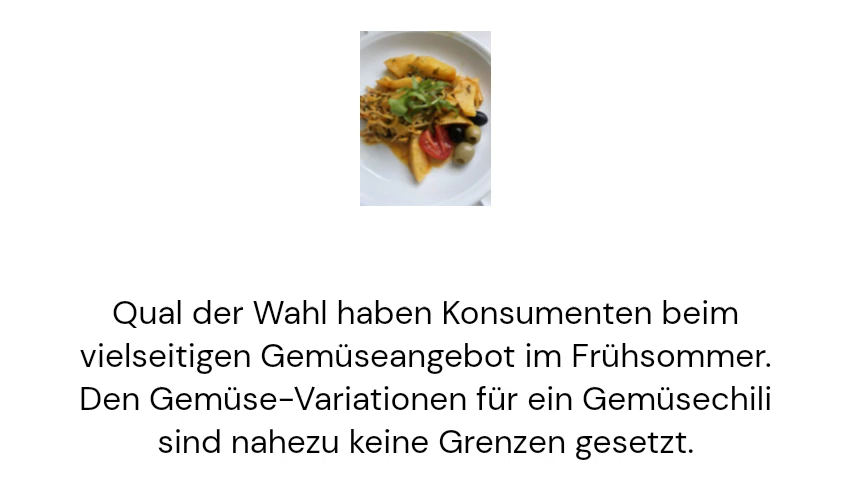 Qual der Wahl haben Konsumenten beim
vielseitigen Gemüseangebot im Frühsommer.
Den Gemüse-Variationen für ein Gemüsechili
sind nahezu keine Grenzen gesetzt.